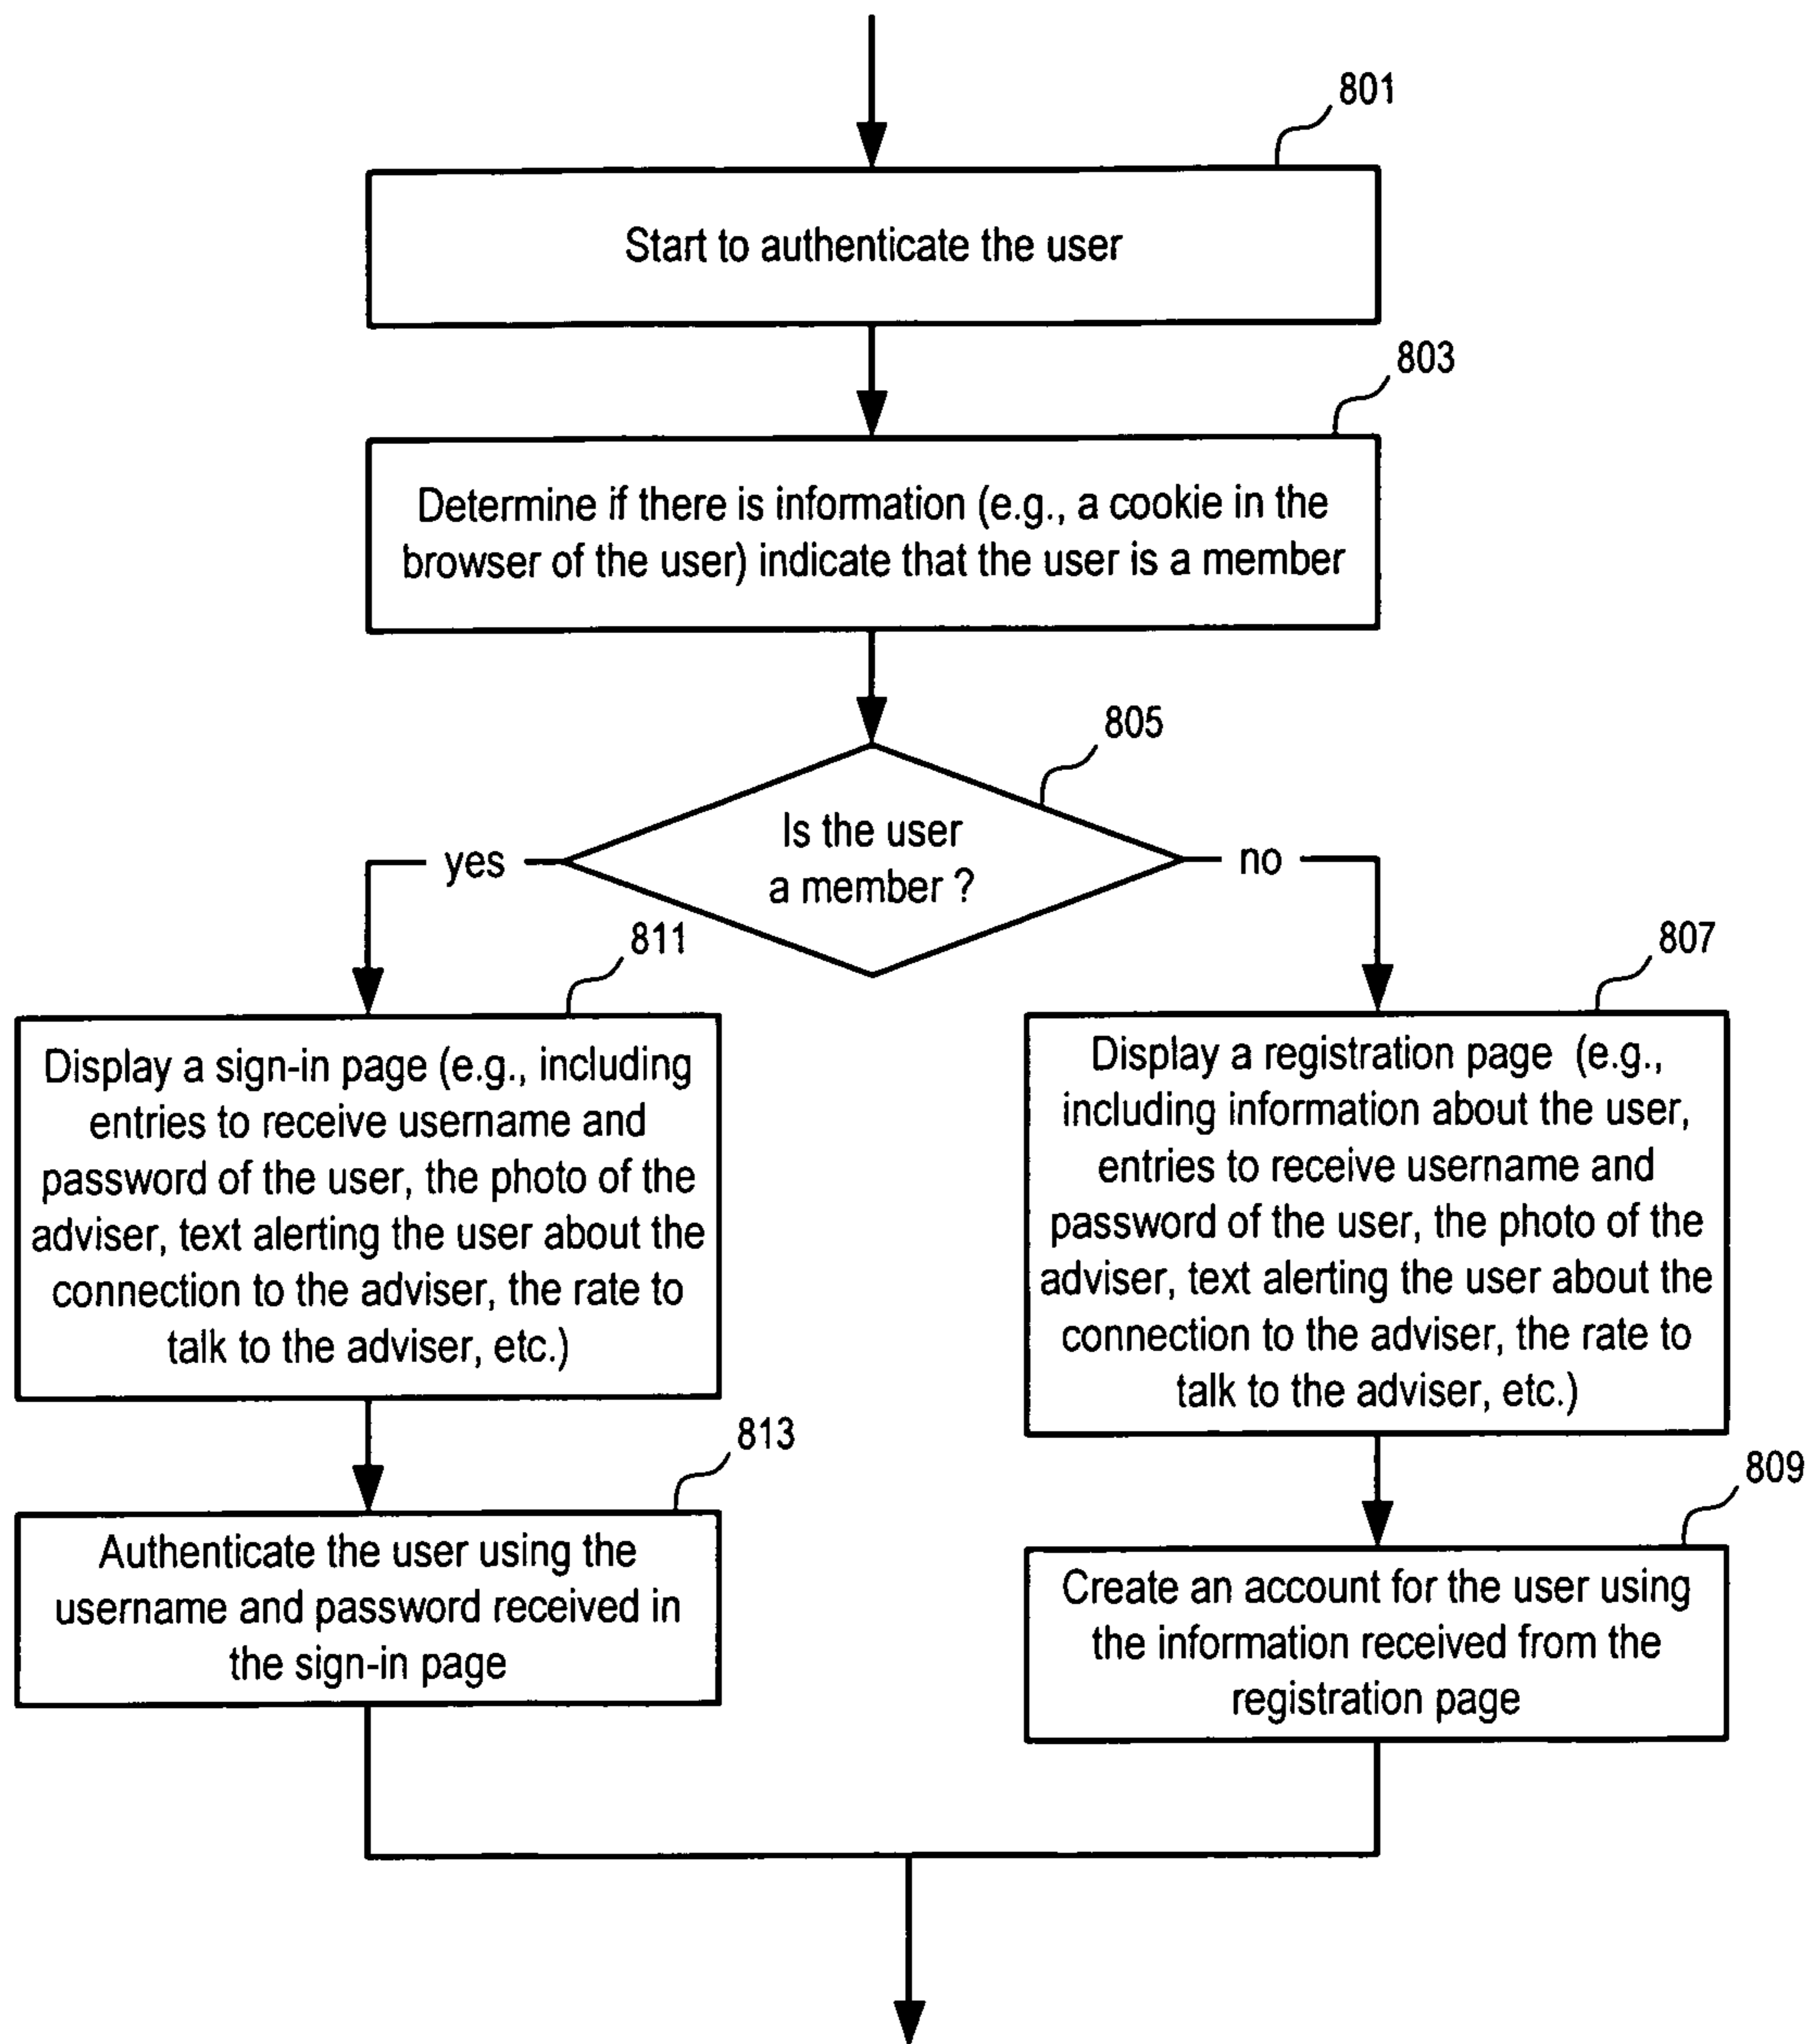 801
Start to authenticate the user
803
Determine if there is information (e.g., a cookie in the
browser of the user) indicate that the user is a member
805
Is the user
a member ?
yes
no
811
Display a sign-in page (e.g., including
entries to receive username and
password of the user, the photo of the
adviser, text alerting the user about the
connection to the adviser, the rate to
talk to the adviser, etc.)
807
Display a registration page (e.g.,
including information about the user,
entries to receive username and
password of the user, the photo of the
adviser, text alerting the user about the
connection to the adviser, the rate to
talk to the adviser, etc.)
813
Authenticate the user using the
username and password received in
the sign-in page
809
Create an account for the user using
the information received from the
registration page